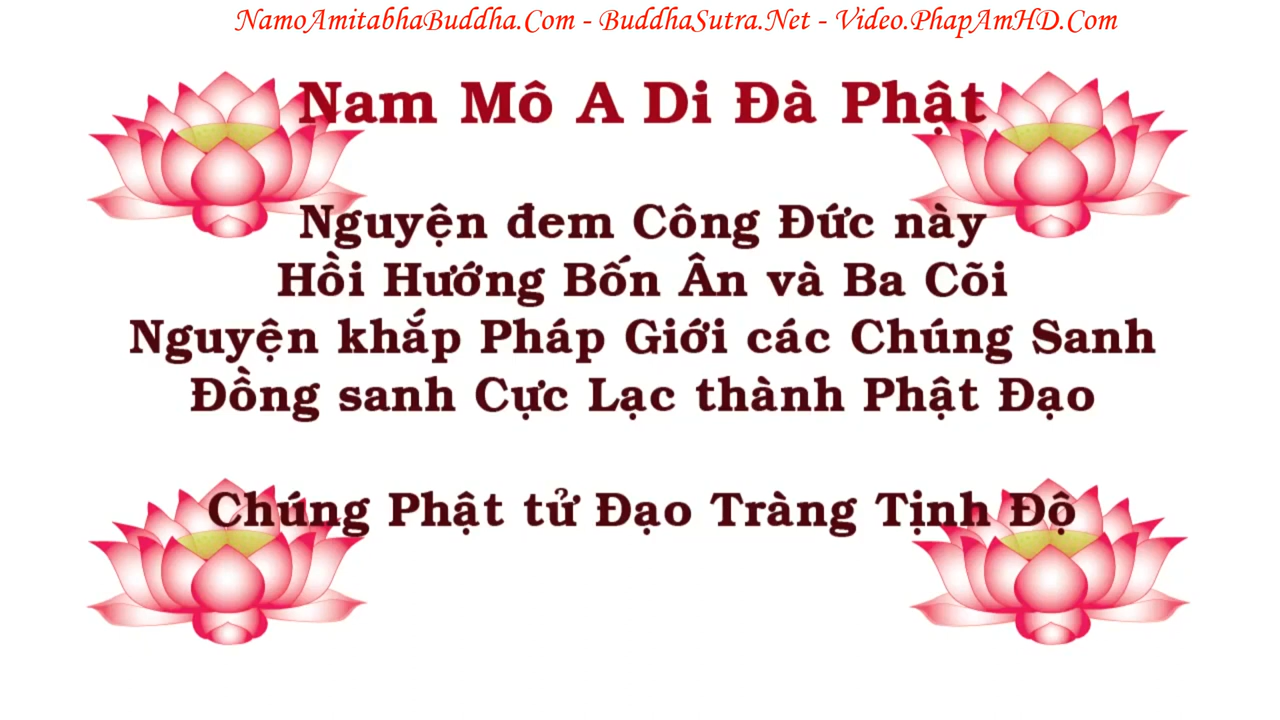 NamoAmitabhaBuddha.Com - BuddhaSutra.Net - Video.PhapAmHD.Com
Nam Mô A Di Đà Phật
Nguyện đem Công Đức này
Hồi Hướng Bốn Ân và Ba Cõi
Nguyện khắp Pháp Giới các Chúng Sanh
Đồng sanh Cực Lạc thành Phật Đạo
Chúng Phật tử Đạo Tràng Tịnh Độ